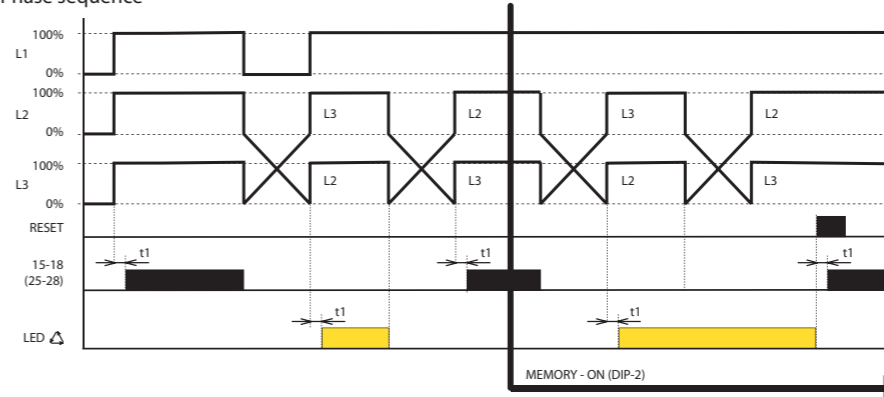 Phase sequence
100%
L1
0%
100%
L2
L3
L2
L3
L2
0%
100%
L3
L2
L3
L2
L3
0%
RESET
t1
t1
t1
15-18
(25-28)
t1
t1
LED
MEMORY - ON (DIP-2)